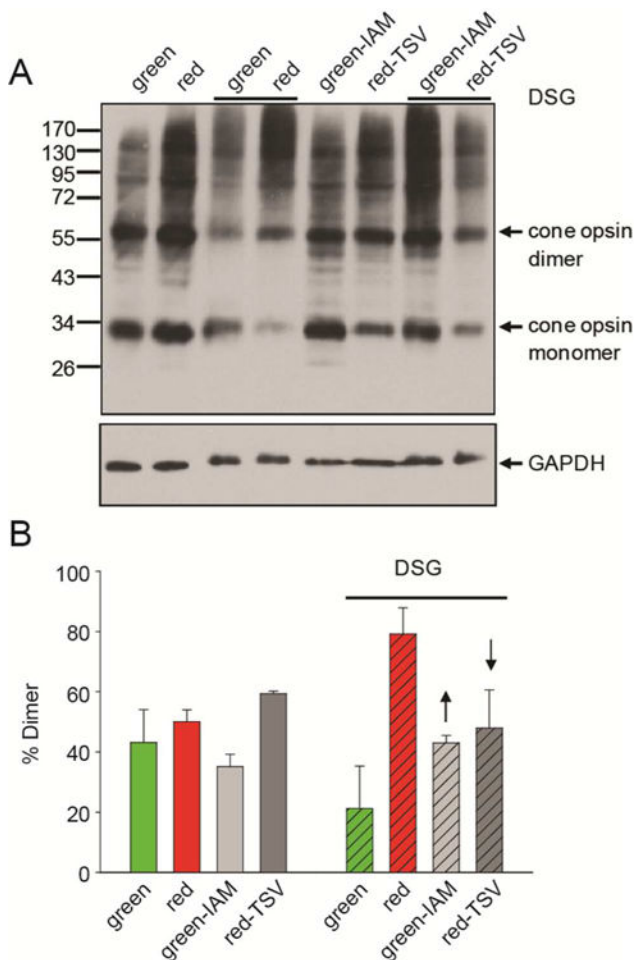 A
green red green red green-IAM red-TSV green-IAM red-TSV
DSG
170
130
95
72
55
cone opsin
dimer
43
34
cone opsin
monomer
26
GAPDH
B
DSG
100
80
60
40
20
0
% Dimer
green red green-IAM red-TSV green red green-IAM red-TSV